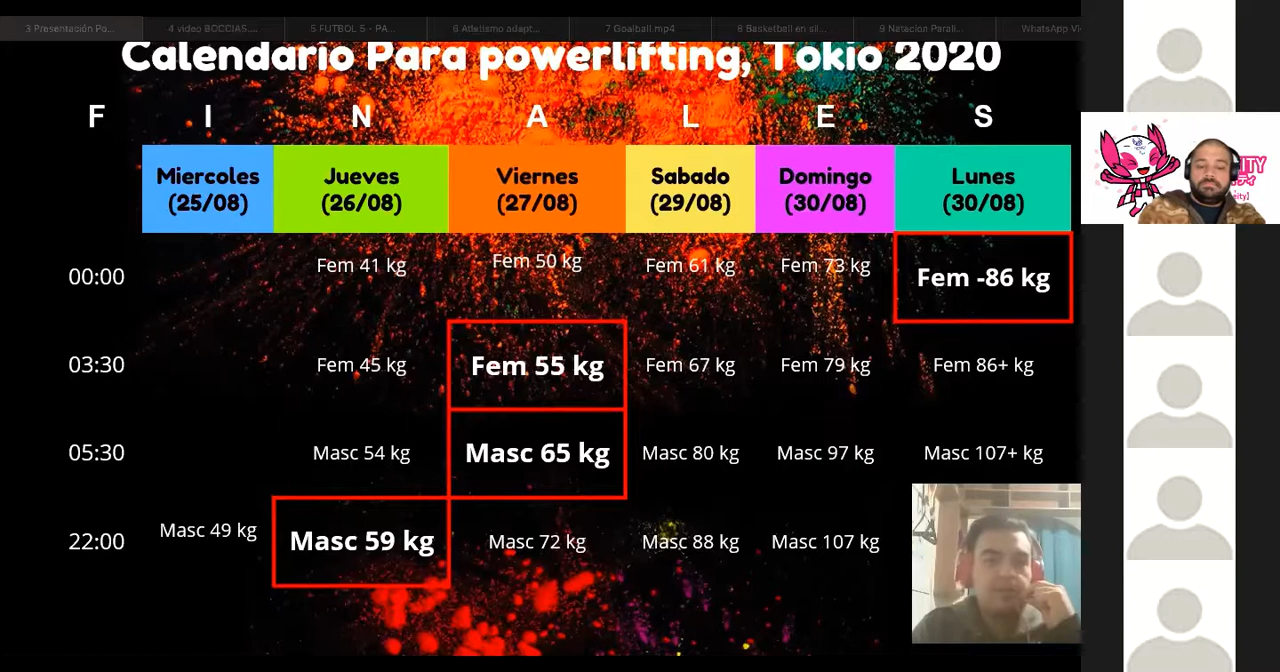 3 Presentación Po...
4 video BOCCIAS....
5 FUTBOL 5 - PA...
6 Atletismo adapt...
7 Goalball.mp4
8 Basketball en sil...
9 Natacion Parali...
WhatsApp Vi
Calendario Para powerlifting, Tokio 2020
F I N A L E S
Miercoles (25/08)
Jueves (26/08)
Viernes (27/08)
Sabado (29/08)
Domingo (30/08)
Lunes (30/08)
00:00 Fem 41 kg Fem 50 kg Fem 61 kg Fem 73 kg Fem -86 kg
03:30 Fem 45 kg Fem 55 kg Fem 67 kg Fem 79 kg Fem 86+ kg
05:30 Masc 54 kg Masc 65 kg Masc 80 kg Masc 97 kg Masc 107+ kg
22:00 Masc 49 kg Masc 59 kg Masc 72 kg Masc 88 kg Masc 107 kg